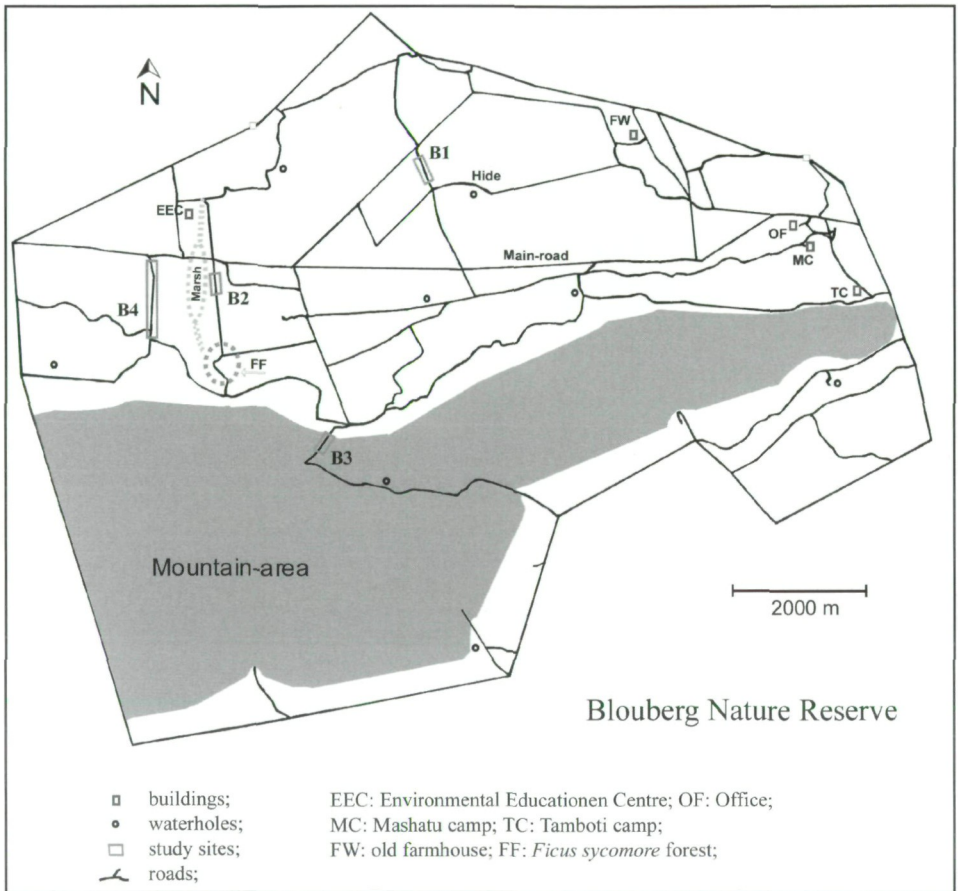 N
FW
B1
Hide
EEC
OF
MC
Main-road
Marsh
B2
B4
TC
FF
B3
Mountain-area
2000 m
Blouberg Nature Reserve
buildings; EEC: Environmental Educationen Centre; OF: Office;
waterholes; MC: Mashatu camp; TC: Tamboti camp;
study sites; FW: old farmhouse; FF: Ficus sycomore forest;
roads;